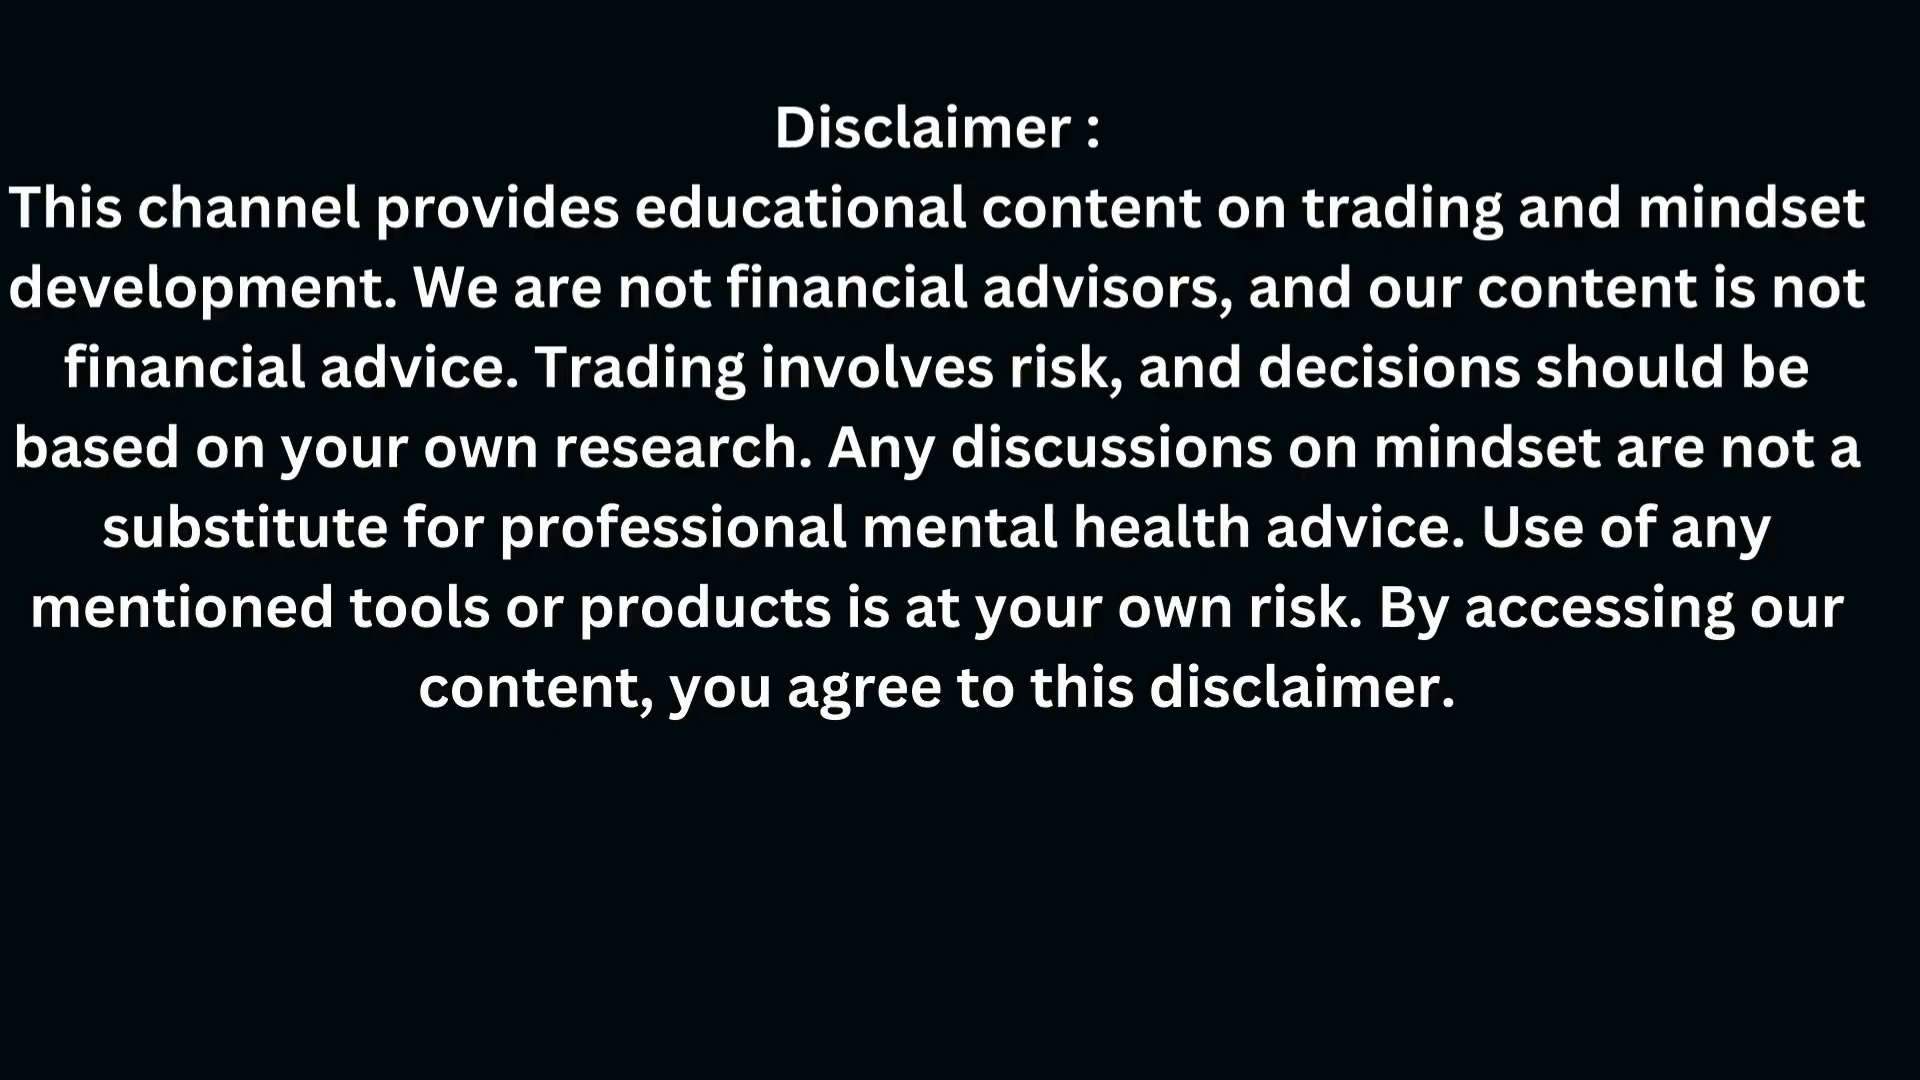 Disclaimer :
This channel provides educational content on trading and mindset
development. We are not financial advisors, and our content is not
financial advice. Trading involves risk, and decisions should be
based on your own research. Any discussions on mindset are not a
substitute for professional mental health advice. Use of any
mentioned tools or products is at your own risk. By accessing our
content, you agree to this disclaimer.